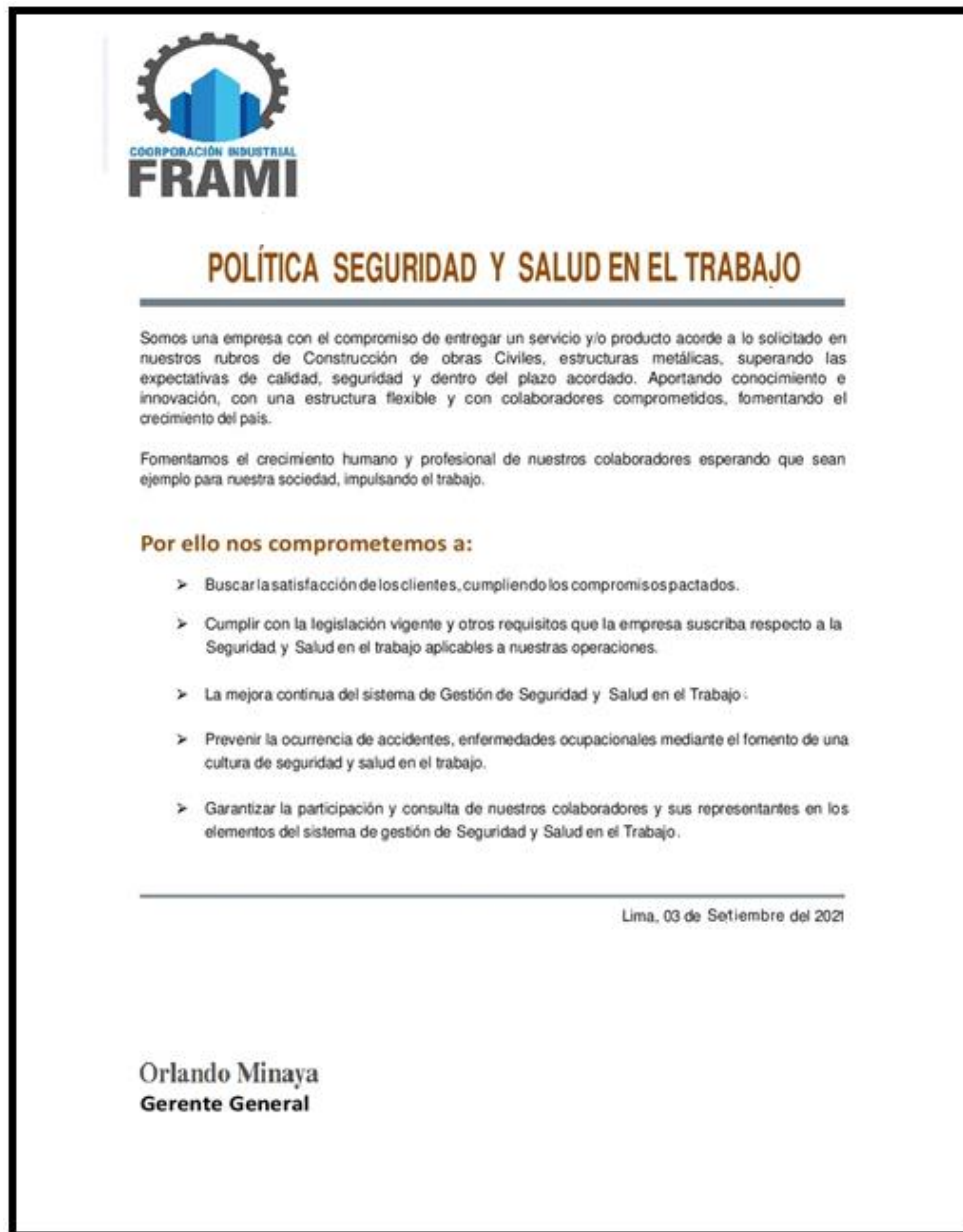 COORPORACIÓN INDUSTRIAL
FRAMI
POLÍTICA SEGURIDAD Y SALUD EN EL TRABAJO
Somos una empresa con el compromiso de entregar un servicio y/o producto acorde a lo solicitado en
nuestros rubros de Construcción de obras Civiles, estructuras metálicas, superando las
expectativas de calidad, seguridad y dentro del plazo acordado. Aportando conocimiento e
innovación, con una estructura flexible y con colaboradores comprometidos, fomentando el
crecimiento del país.
Fomentamos el crecimiento humano y profesional de nuestros colaboradores esperando que sean
ejemplo para nuestra sociedad, impulsando el trabajo.
Por ello nos comprometemos a:
➢ Buscar la satisfacción de los clientes, cumpliendo los compromisos pactados.
➢ Cumplir con la legislación vigente y otros requisitos que la empresa suscriba respecto a la
Seguridad y Salud en el trabajo aplicables a nuestras operaciones.
➢ La mejora continua del sistema de Gestión de Seguridad y Salud en el Trabajo.
➢ Prevenir la ocurrencia de accidentes, enfermedades ocupacionales mediante el fomento de una
cultura de seguridad y salud en el trabajo.
➢ Garantizar la participación y consulta de nuestros colaboradores y sus representantes en los
elementos del sistema de gestión de Seguridad y Salud en el Trabajo.
Lima, 03 de Setiembre del 2021
Orlando Minaya
Gerente General